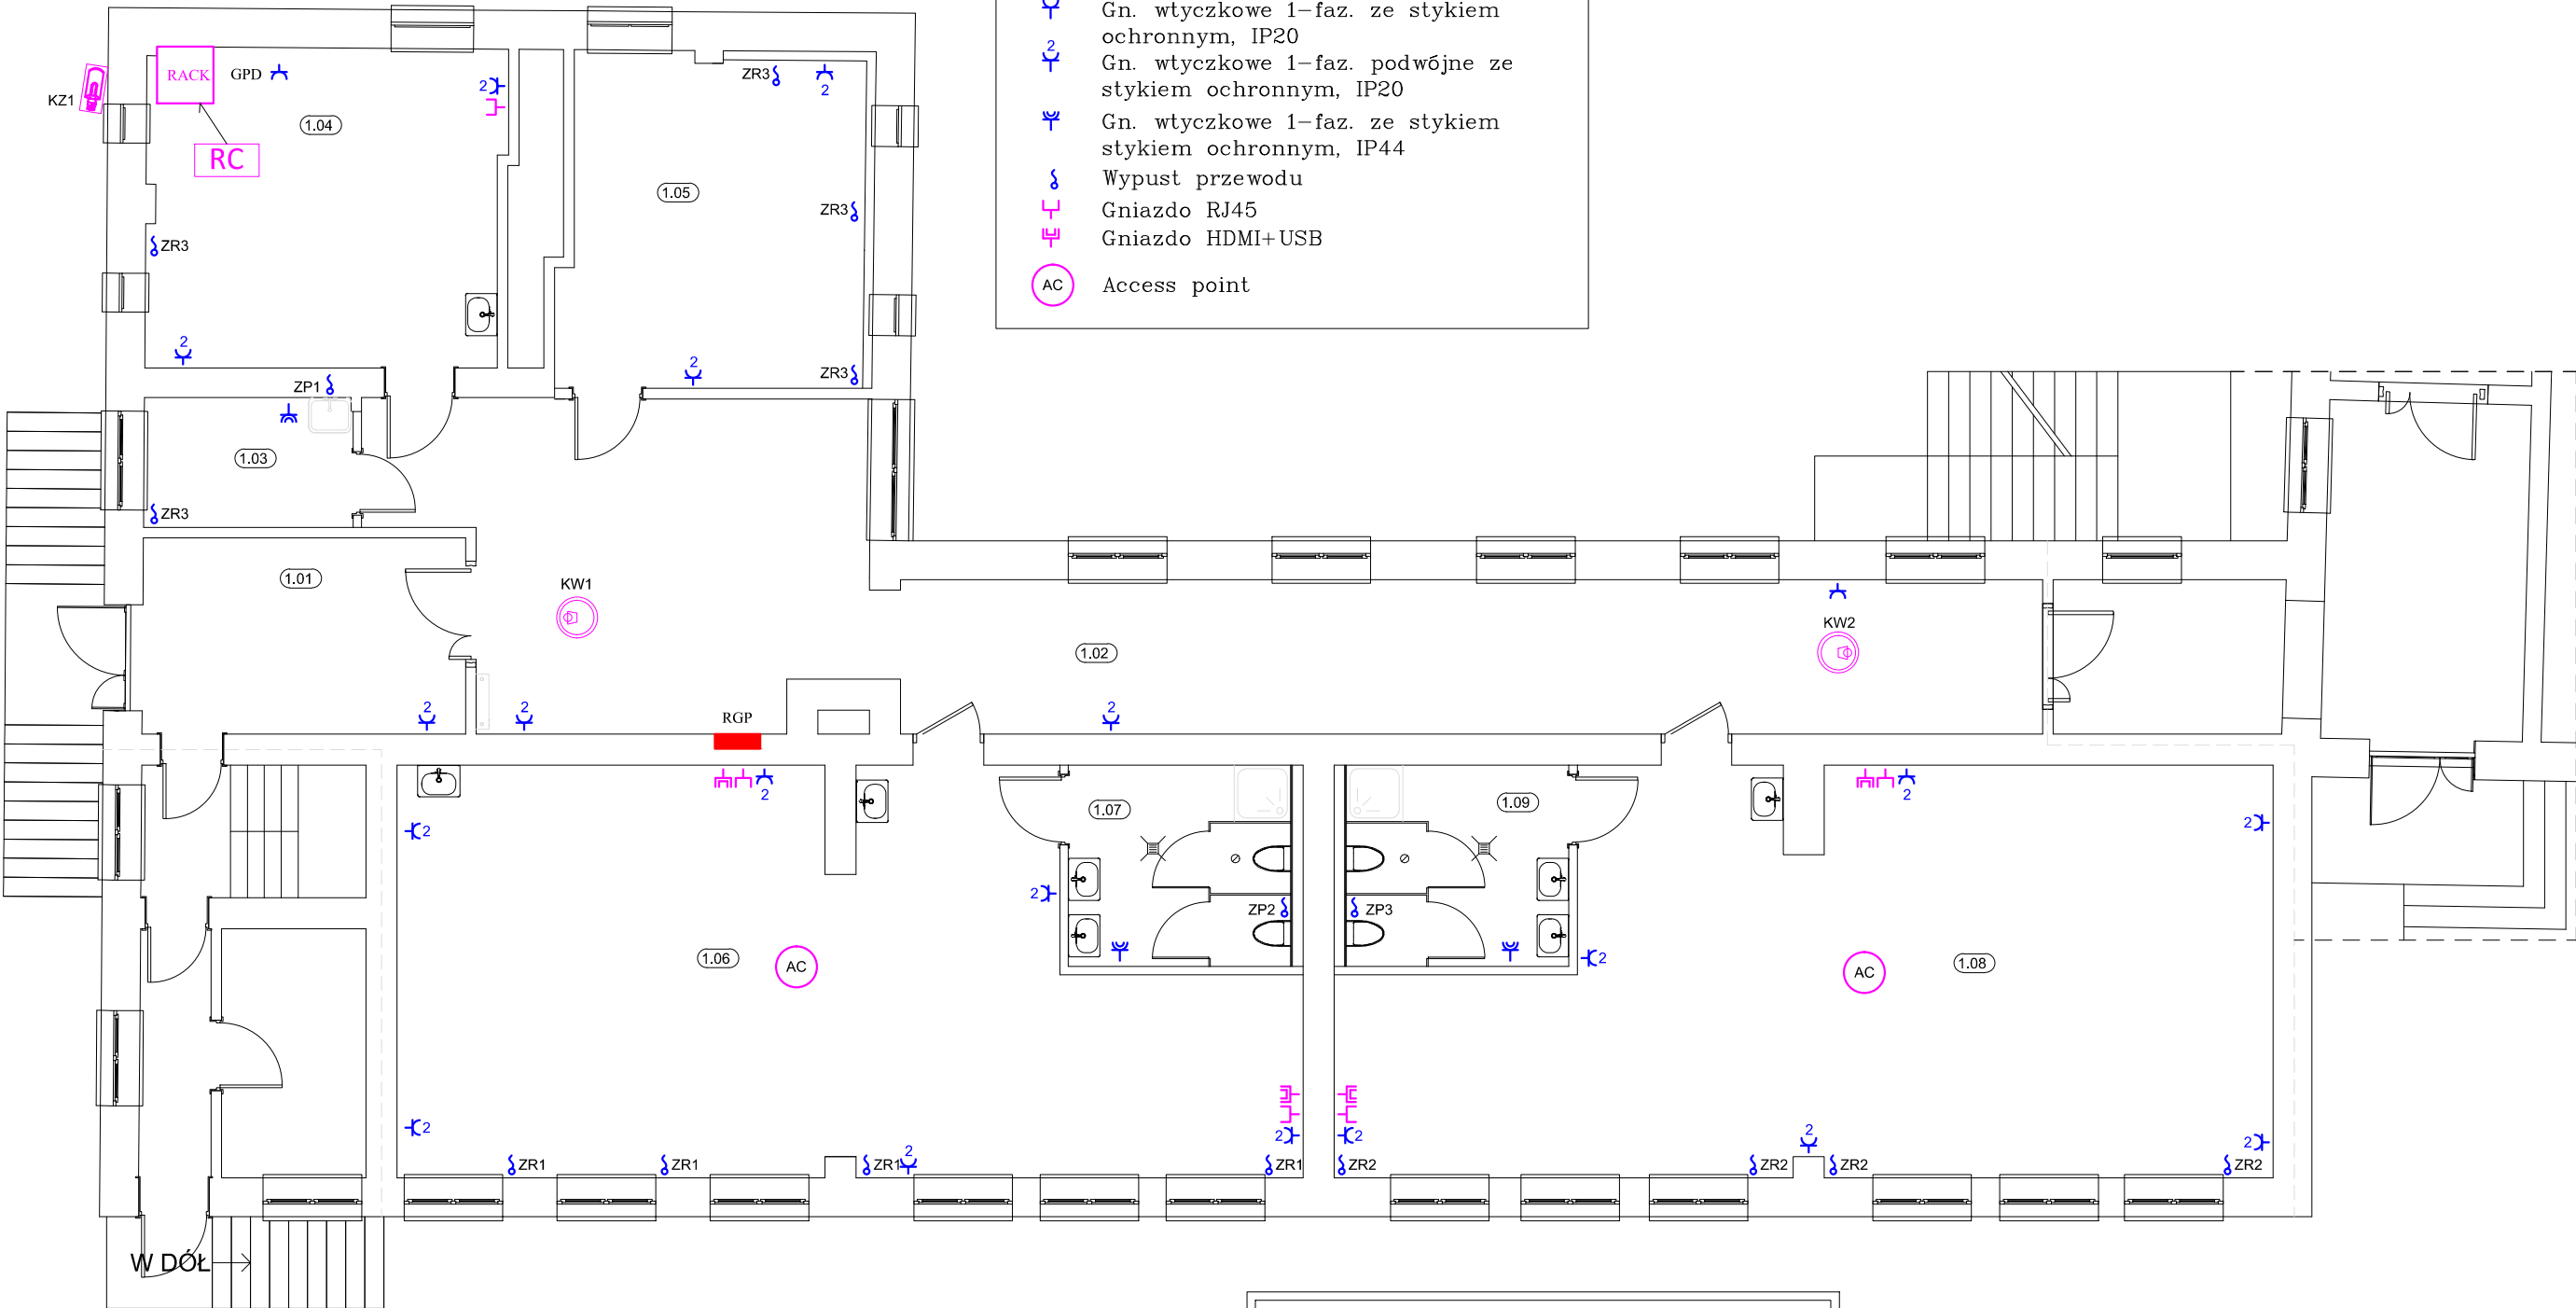 Gn. wtyczkowe 1-faz. ze stykiem
ochronnym, IP20
2
Gn. wtyczkowe 1-faz. podwójne ze
stykiem ochronnym, IP20
Gn. wtyczkowe 1-faz. ze stykiem
stykiem ochronnym, IP44
Wypust przewodu
Gniazdo RJ45
Gniazdo HDMI+USB
AC
Access point
KZ1
RACK
GPD
RC
1.04
2
ZR3
2
ZR3
2
1.05
ZR3
ZR3
2
ZP1
1.03
ZR3
1.01
2
KW1
2
RGP
1.02
2
KW2
2
2
2
1.06
AC
2
1.07
ZP2
1.09
ZP3
2
2
2
1.08
AC
2
2
2
2
2
ZR1
ZR1
ZR1
2
ZR1
ZR2
ZR2
ZR2
ZR2
W DÓŁ